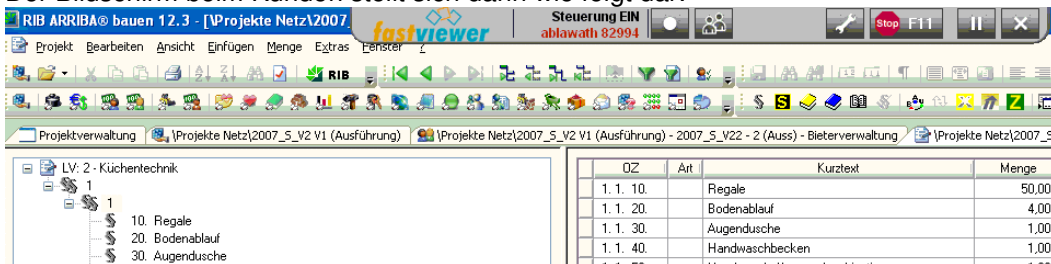 Der Bildschirm beim Kunden stellt sich dann wie folgt dar:
RIB ARRIBA® bauen 12.3 - [\Projekte Netz\2007_
fastviewer
Steuerung EIN
ablawath 82994
Stop F11
Projekt Bearbeiten Ansicht Einfügen Menge Extras Fenster ?
RIB
Projektverwaltung \Projekte Netz\2007_S_V2 V1 (Ausführung) \Projekte Netz\2007_S_V2 V1 (Ausführung) - 2007_S_V22 - 2 (Auss) - Bieterverwaltung \Projekte Netz\2007_S
LV: 2 - Küchentechnik
1
1
10. Regale
20. Bodenablauf
30. Augendusche
OZ Art Kurztext Menge
1. 1. 10. Regale 50,00
1. 1. 20. Bodenablauf 4,00
1. 1. 30. Augendusche 1,00
1. 1. 40. Handwaschbecken 1,00